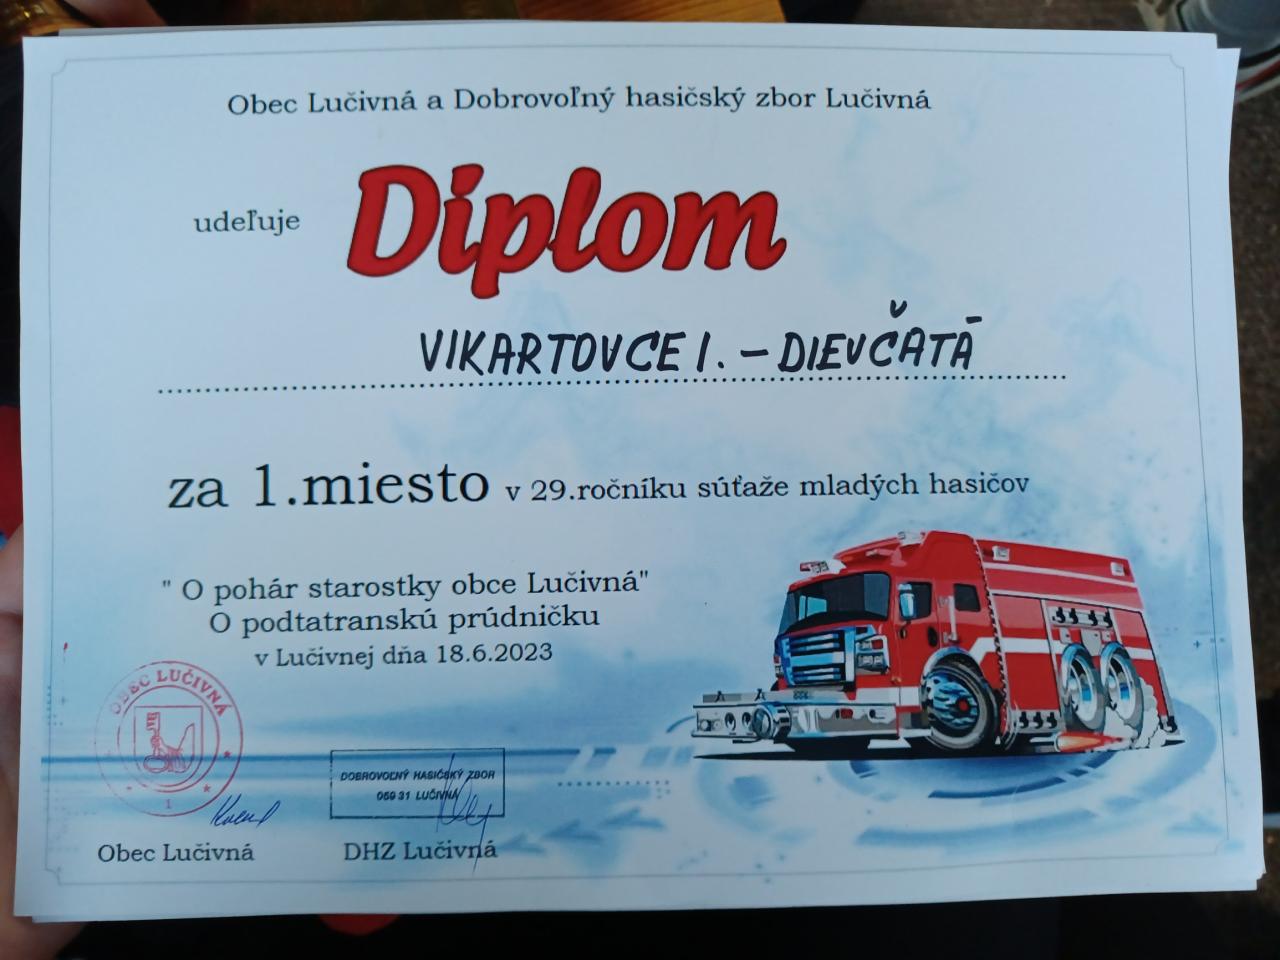 Obec Lučivná a Dobrovoľný hasičský zbor Lučivná
udeľuje Diplom
VIKARTOVCE I. - DIEVČATÁ
za 1.miesto v 29.ročníku súťaže mladých hasičov
" O pohár starostky obce Lučivná"
O podtatranskú prúdničku
v Lučivnej dňa 18.6.2023
OBEC LUČIVNÁ
1
DOBROVOĽNÝ HASIČSKÝ ZBOR
059 31 LUČIVNÁ
Obec Lučivná
DHZ Lučivná